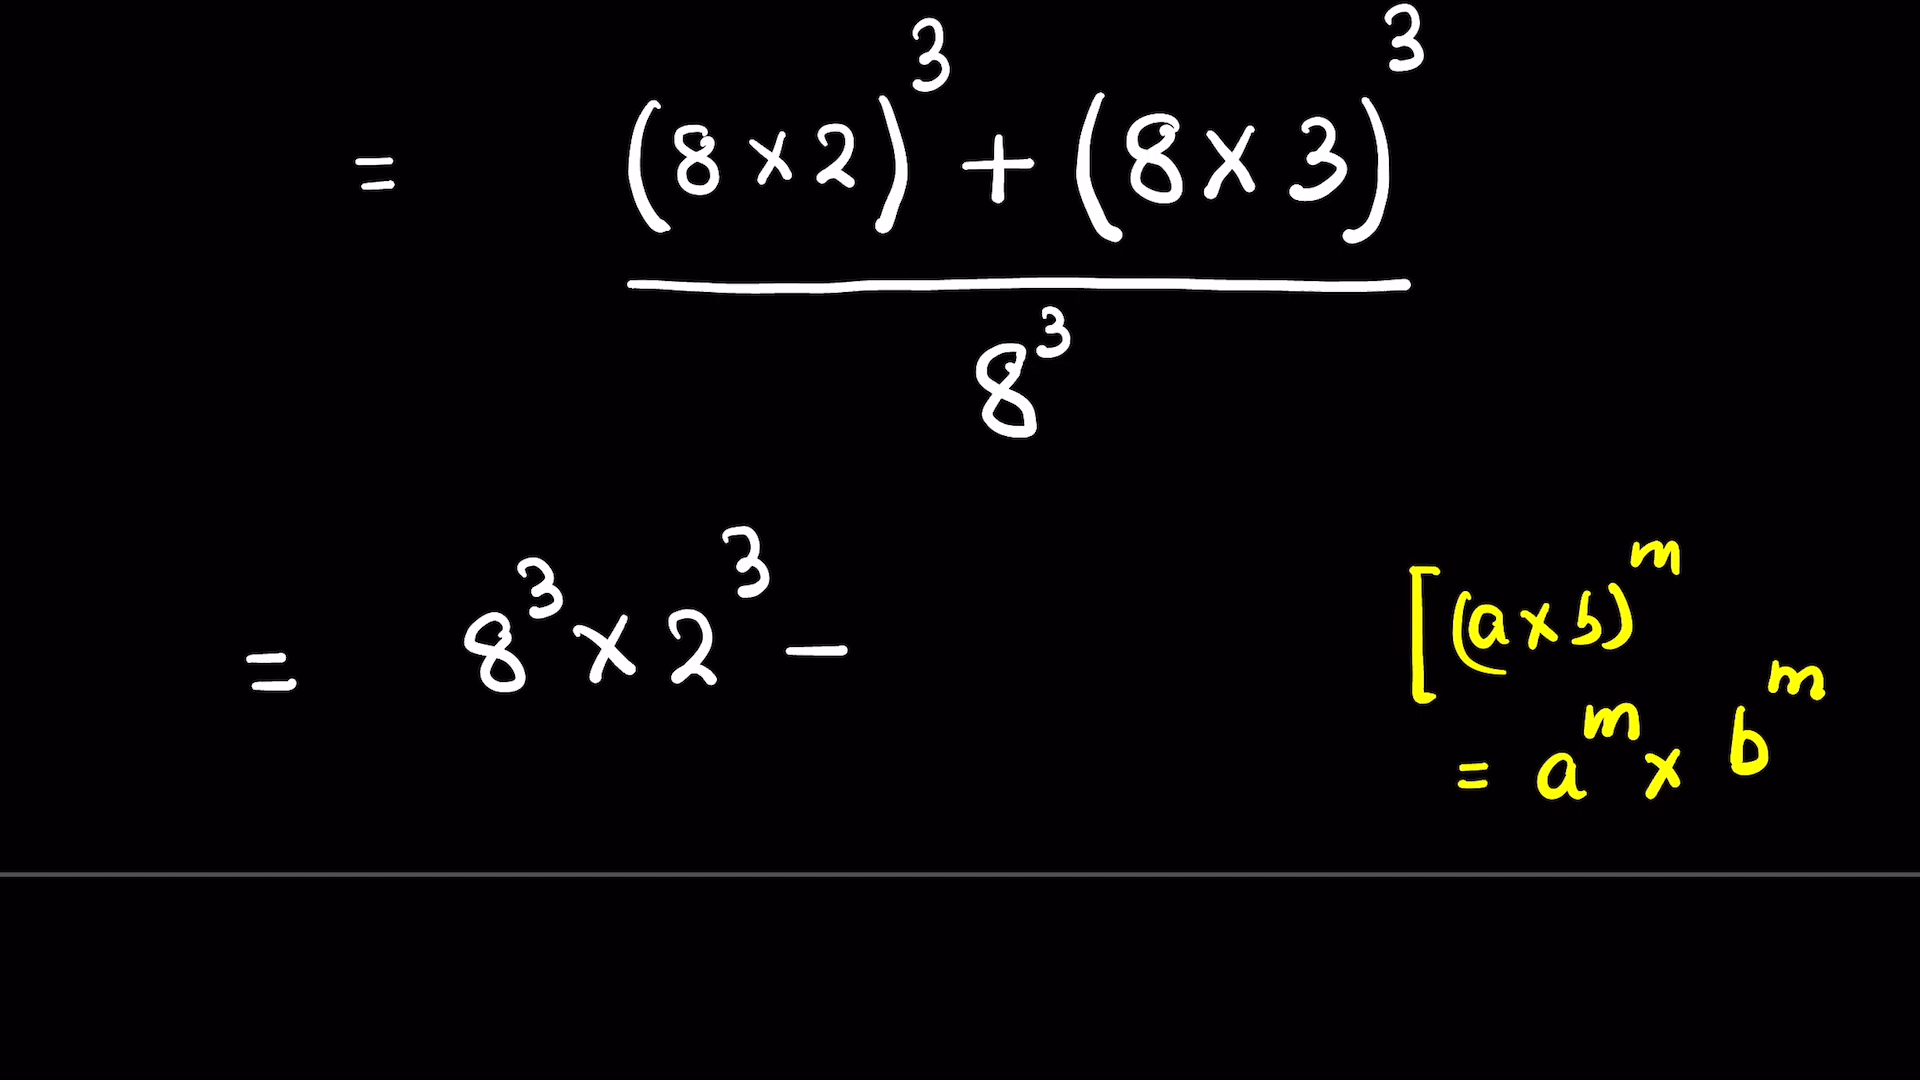 = (8×2)³ + (8×3)³
8³
= 8³×2³ –
[(a×b)ᵐ
= aᵐ× bᵐ